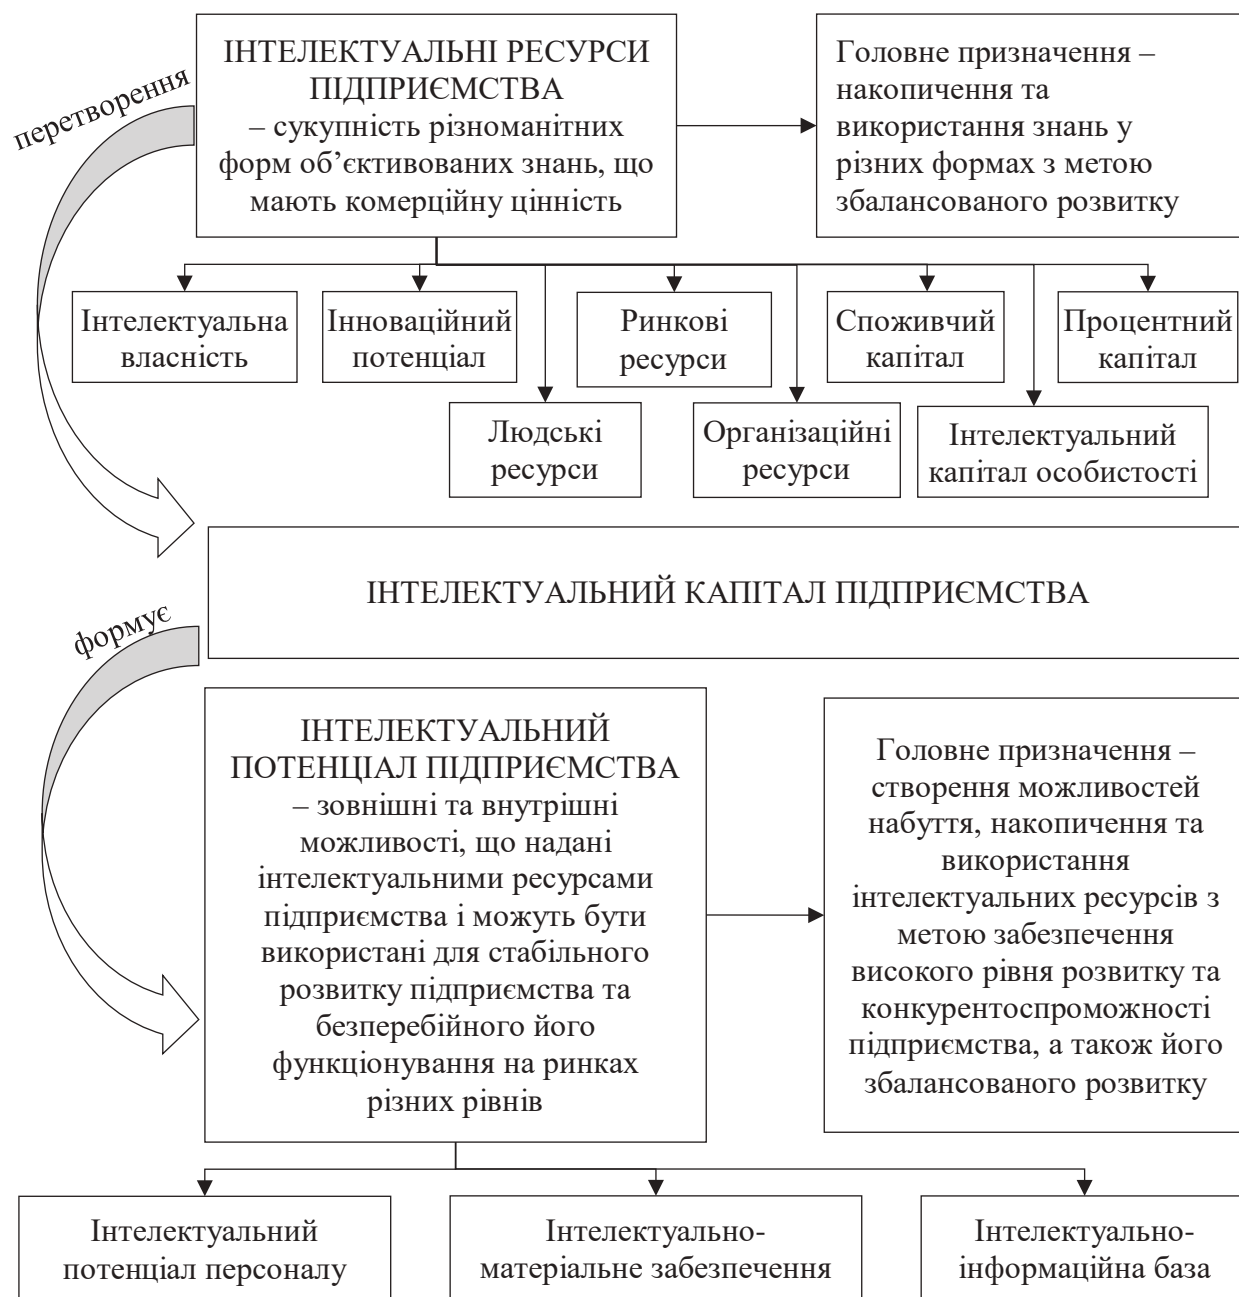 перетворення
ІНТЕЛЕКТУАЛЬНІ РЕСУРСИ
ПІДПРИЄМСТВА
– сукупність різноманітних
форм об’єктивованих знань, що
мають комерційну цінність
Головне призначення –
накопичення та
використання знань у
різних формах з метою
збалансованого розвитку
Інтелектуальна
власність
Інноваційний
потенціал
Ринкові
ресурси
Споживчий
капітал
Процентний
капітал
Людські
ресурси
Організаційні
ресурси
Інтелектуальний
капітал особистості
ІНТЕЛЕКТУАЛЬНИЙ КАПІТАЛ ПІДПРИЄМСТВА
формує
ІНТЕЛЕКТУАЛЬНИЙ
ПОТЕНЦІАЛ ПІДПРИЄМСТВА
– зовнішні та внутрішні
можливості, що надані
інтелектуальними ресурсами
підприємства і можуть бути
використані для стабільного
розвитку підприємства та
безперебійного його
функціонування на ринках
різних рівнів
Головне призначення –
створення можливостей
набуття, накопичення та
використання
інтелектуальних ресурсів з
метою забезпечення
високого рівня розвитку та
конкурентоспроможності
підприємства, а також його
збалансованого розвитку
Інтелектуальний
потенціал персоналу
Інтелектуально-
матеріальне забезпечення
Інтелектуально-
інформаційна база